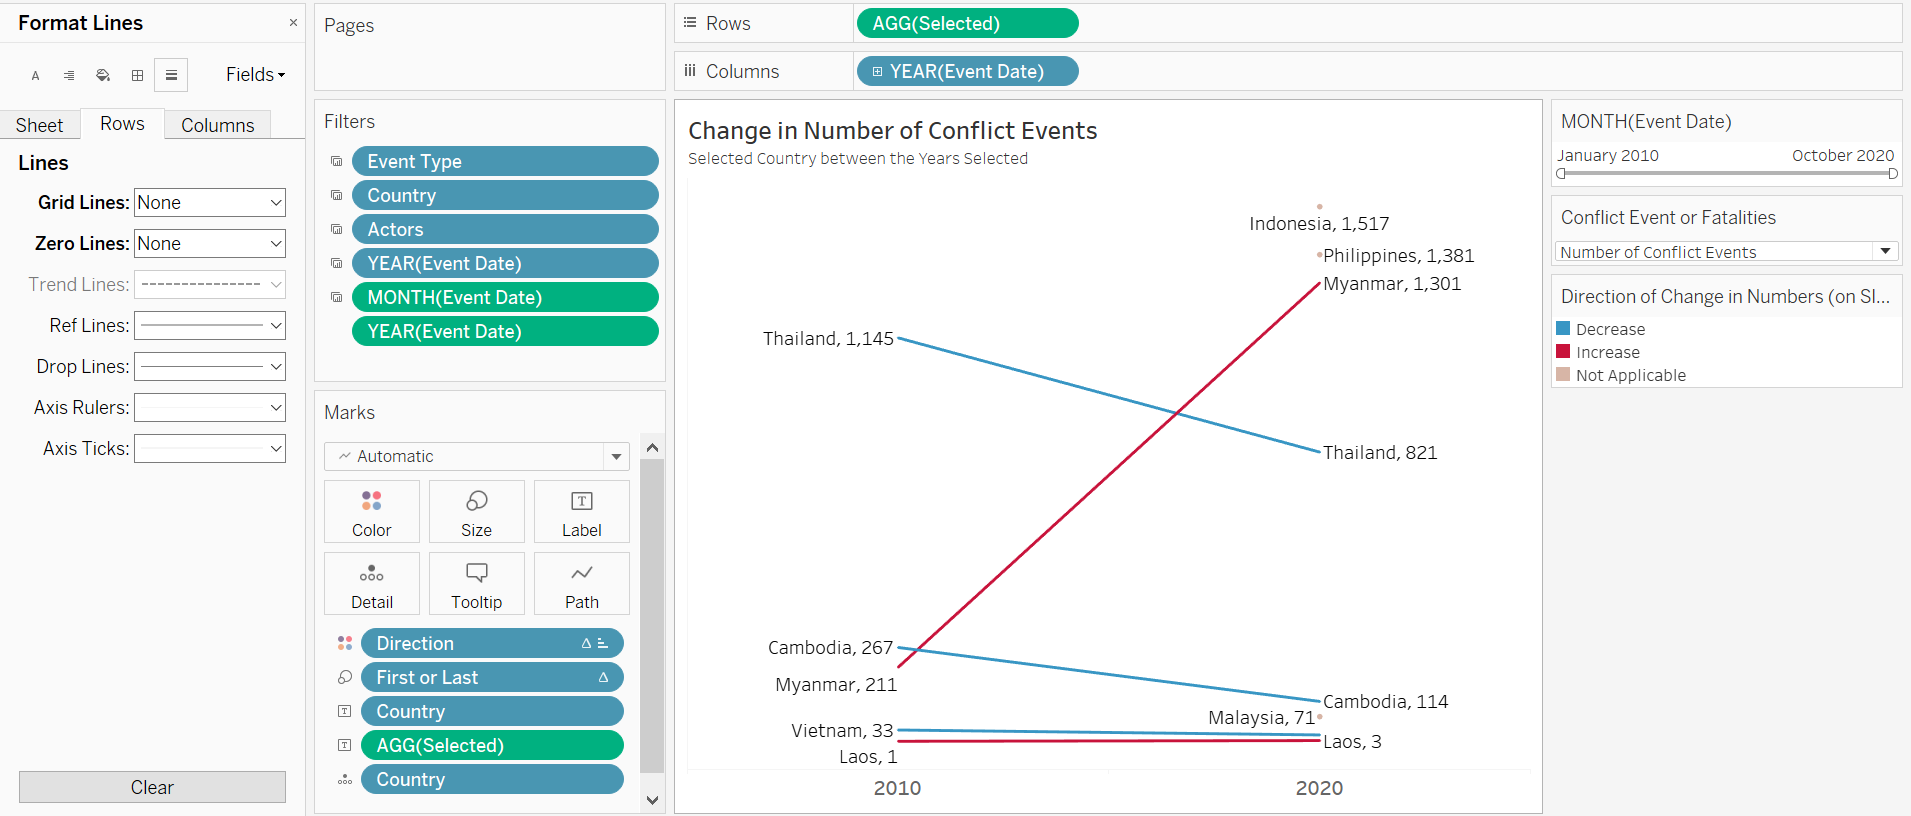 Format Lines
×
A
Fields
Sheet
Rows
Columns
Lines
Grid Lines: None
Zero Lines: None
Trend Lines:
Ref Lines:
Drop Lines:
Axis Rulers:
Axis Ticks:
Clear
Pages
Filters
Event Type
Country
Actors
YEAR(Event Date)
MONTH(Event Date)
YEAR(Event Date)
Marks
Automatic
Color
Size
T
Label
Detail
Tooltip
Path
Direction
First or Last
T
Country
T
AGG(Selected)
Country
Rows
AGG(Selected)
Columns
YEAR(Event Date)
Change in Number of Conflict Events
Selected Country between the Years Selected
Indonesia, 1,517
Philippines, 1,381
Myanmar, 1,301
Thailand, 1,145
Thailand, 821
Cambodia, 267
Myanmar, 211
Cambodia, 114
Malaysia, 71
Vietnam, 33
Laos, 3
Laos, 1
2010
2020
MONTH(Event Date)
January 2010
October 2020
Conflict Event or Fatalities
Number of Conflict Events
Direction of Change in Numbers (on Sl...
Decrease
Increase
Not Applicable